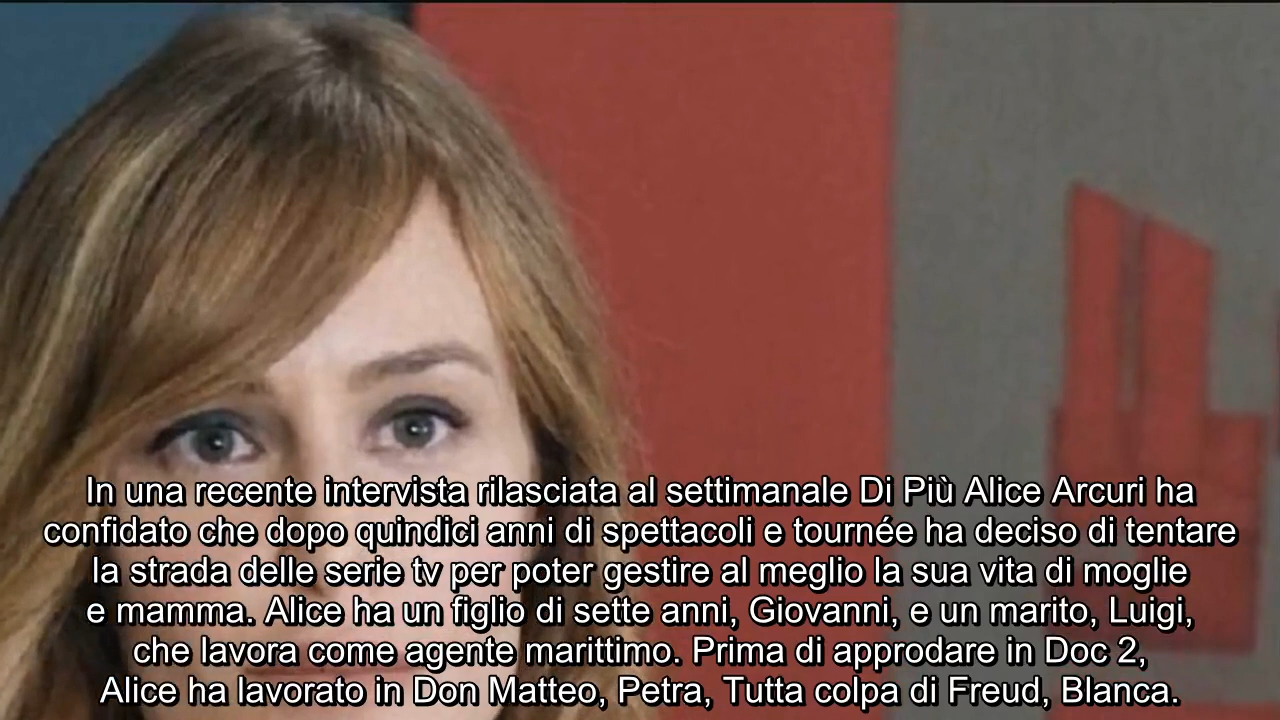 In una recente intervista rilasciata al settimanale Di Più Alice Arcuri ha
confidato che dopo quindici anni di spettacoli e tournée ha deciso di tentare
la strada delle serie tv per poter gestire al meglio la sua vita di moglie
e mamma. Alice ha un figlio di sette anni, Giovanni, e un marito, Luigi,
che lavora come agente marittimo. Prima di approdare in Doc 2,
Alice ha lavorato in Don Matteo, Petra, Tutta colpa di Freud, Blanca.